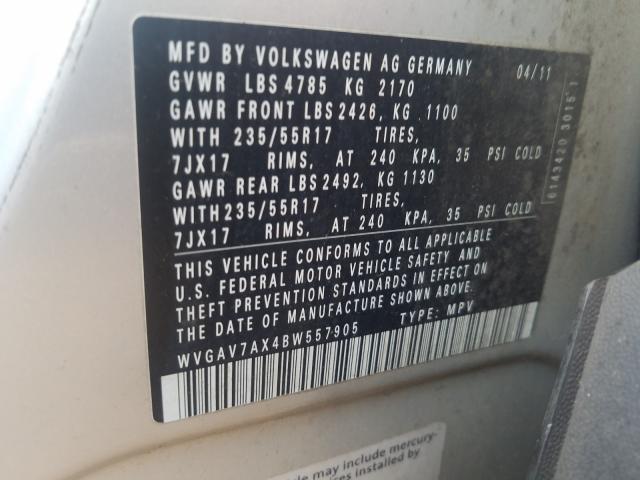 MFD BY VOLKSWAGEN AG GERMANY 04/11
GVWR LBS 4785 KG 2170
GAWR FRONT LBS 2426, KG 1100
WITH 235/55R17 TIRES,
7JX17 RIMS, AT 240 KPA, 35 PSI COLD
GAWR REAR LBS 2492, KG 1130
WITH 235/55R17 TIRES,
7JX17 RIMS, AT 240 KPA, 35 PSI COLD
THIS VEHICLE CONFORMS TO ALL APPLICABLE
U.S. FEDERAL MOTOR VEHICLE SAFETY AND
THEFT PREVENTION STANDARDS IN EFFECT ON
THE DATE OF MANUFACTURE SHOWN ABOVE.
WVGAV7AX4BW557905 TYPE: MPV
6143420 3015 1
may include mercury-
installed by